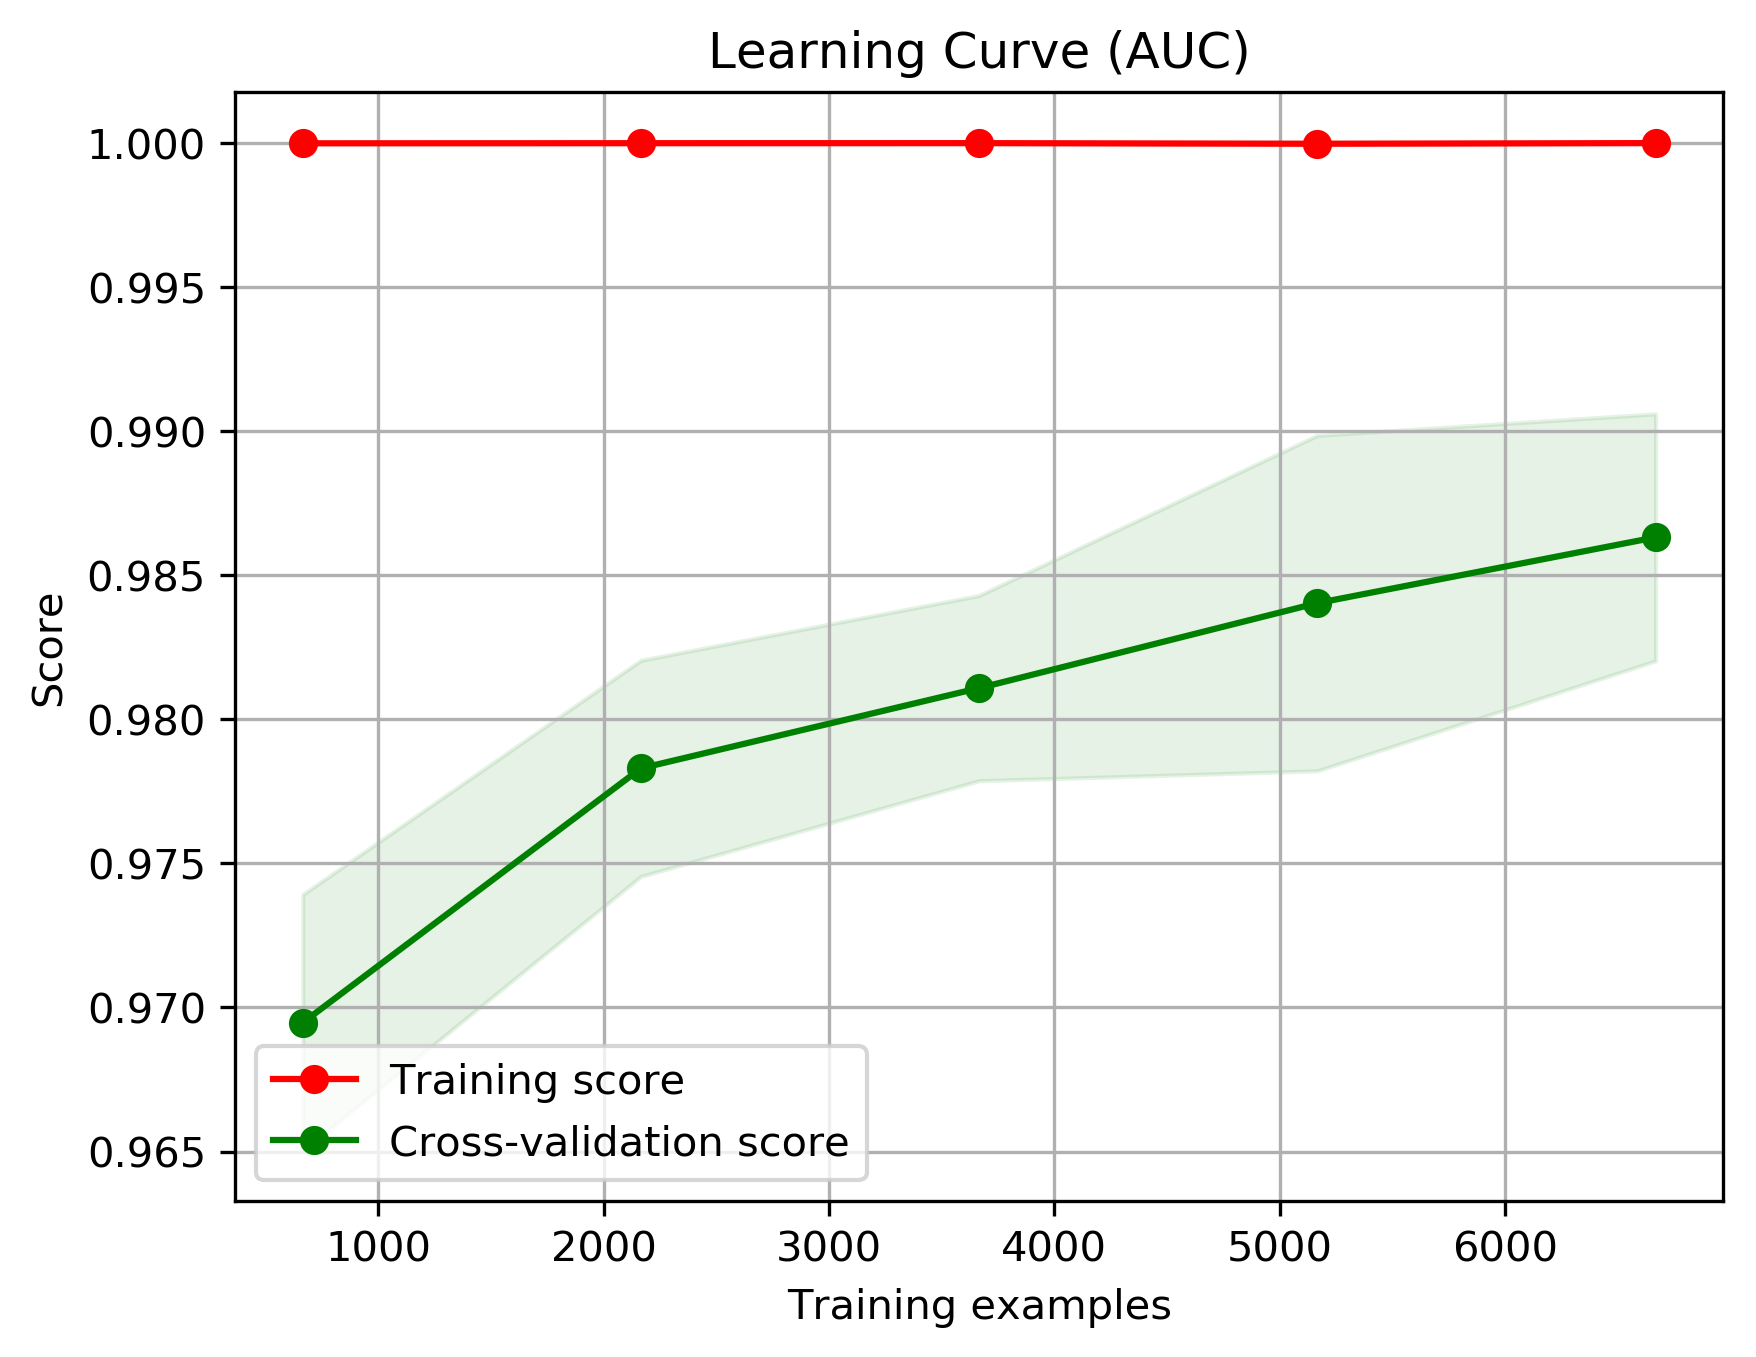 Learning Curve (AUC)
1.000
0.995
0.990
0.985
0.980
0.975
0.970
0.965
Score
Training score
Cross-validation score
1000 2000 3000 4000 5000 6000
Training examples